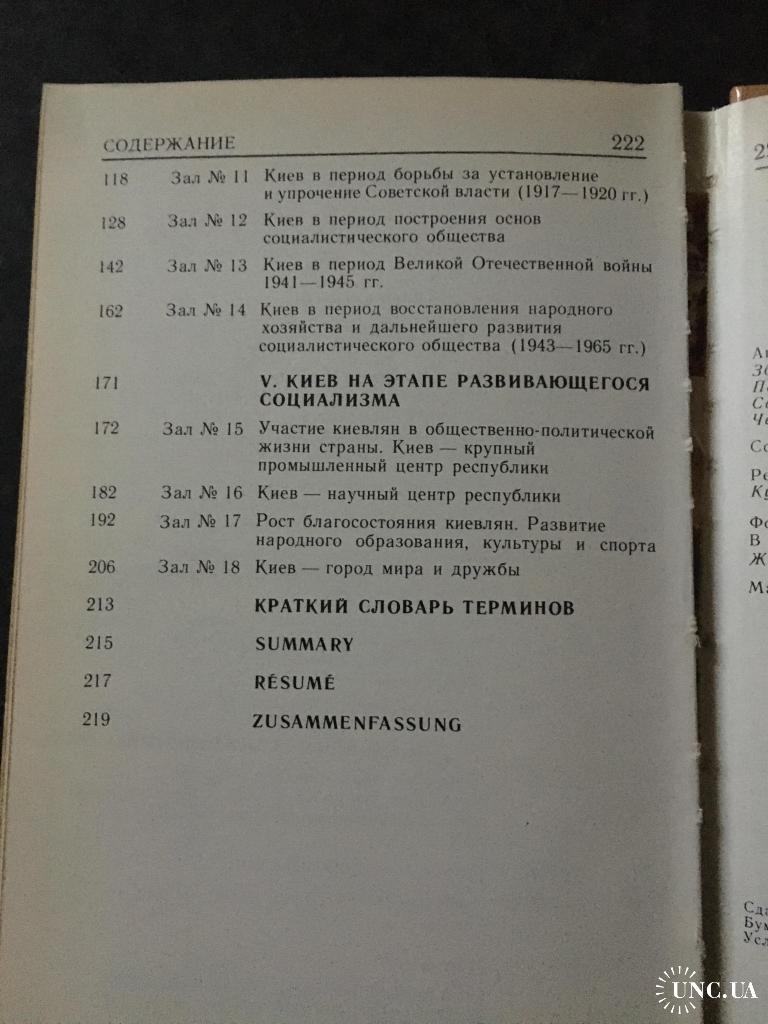 СОДЕРЖАНИЕ 222
118 Зал № 11 Киев в период борьбы за установление
и упрочение Советской власти (1917—1920 гг.)
128 Зал № 12 Киев в период построения основ
социалистического общества
142 Зал № 13 Киев в период Великой Отечественной войны
1941—1945 гг.
162 Зал № 14 Киев в период восстановления народного
хозяйства и дальнейшего развития
социалистического общества (1943—1965 гг.)
171 V. КИЕВ НА ЭТАПЕ РАЗВИВАЮЩЕГОСЯ
СОЦИАЛИЗМА
172 Зал № 15 Участие киевлян в общественно-политической
жизни страны. Киев — крупный
промышленный центр республики
182 Зал № 16 Киев — научный центр республики
192 Зал № 17 Рост благосостояния киевлян. Развитие
народного образования, культуры и спорта
206 Зал № 18 Киев — город мира и дружбы
213 КРАТКИЙ СЛОВАРЬ ТЕРМИНОВ
215 SUMMARY
217 RÉSUMÉ
219 ZUSAMMENFASSUNG
UNC.UA